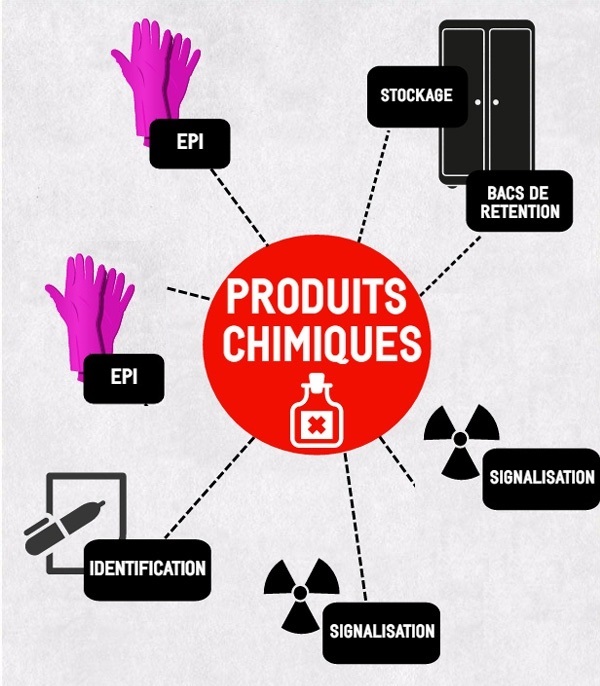 STOCKAGE
EPI
BACS DE
RETENTION
PRODUITS
CHIMIQUES
EPI
SIGNALISATION
IDENTIFICATION
SIGNALISATION